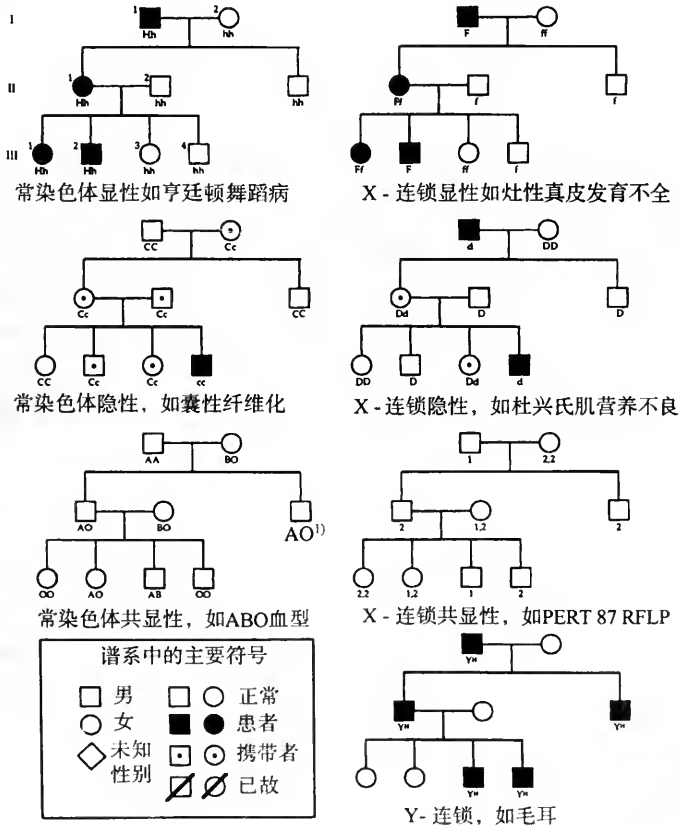 I
1
2
Hh
hh
II
1
2
Hh
hh
hh
III
1
2
3
4
Hh
Hh
hh
hh
常染色体显性如亨廷顿舞蹈病
F
ff
Ff
f
f
Ff
F
ff
f
X - 连锁显性如灶性真皮发育不全
CC
Cc
Cc
Cc
CC
CC
Cc
Cc
cc
常染色体隐性，如囊性纤维化
d
DD
Dd
D
D
DD
D
Dd
d
X - 连锁隐性，如杜兴氏肌营养不良
AA
BO
AO
BO
AO1)
OO
AO
AB
OO
常染色体共显性，如ABO血型
1
2,2
2
1,2
2
2,2
1,2
1
2
X - 连锁共显性，如PERT 87 RFLP
谱系中的主要符号
男
正常
女
患者
未知
性别
携带者
已故
YH
YH
YH
YH
YH
Y- 连锁，如毛耳